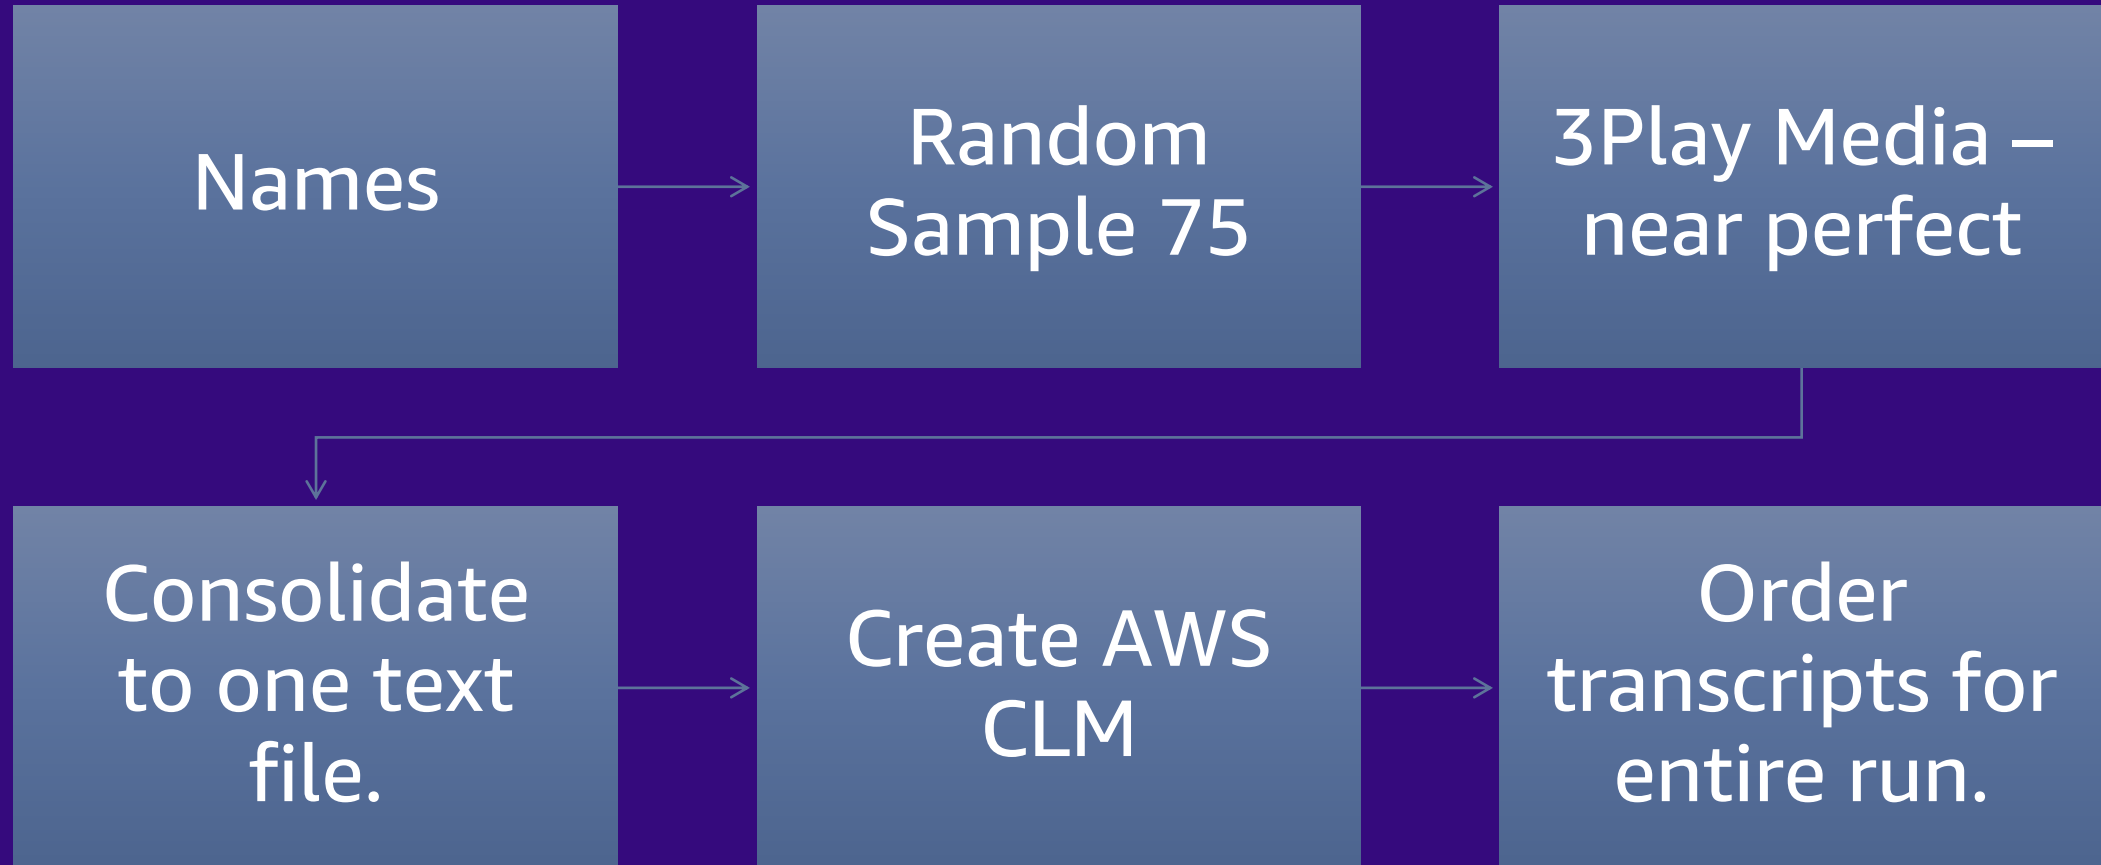 Names
Random
Sample 75
3Play Media –
near perfect
Consolidate
to one text
file.
Create AWS
CLM
Order
transcripts for
entire run.